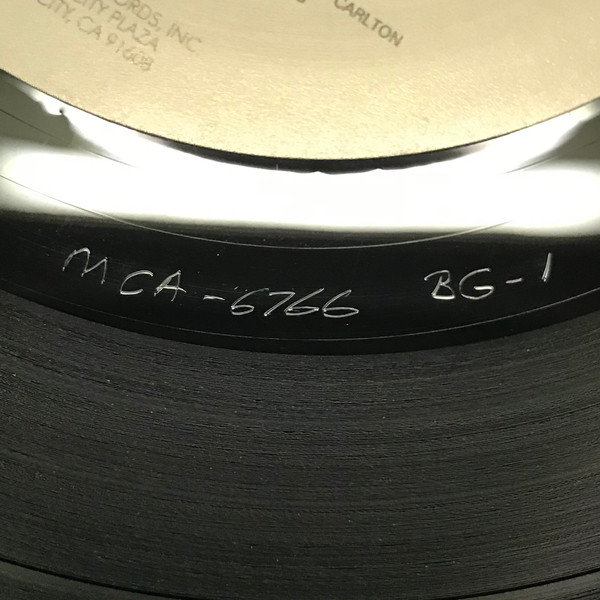 CARLTON
RDS, INC
CITY PLAZA
CITY, CA 91608
MCA-6766 BG-1